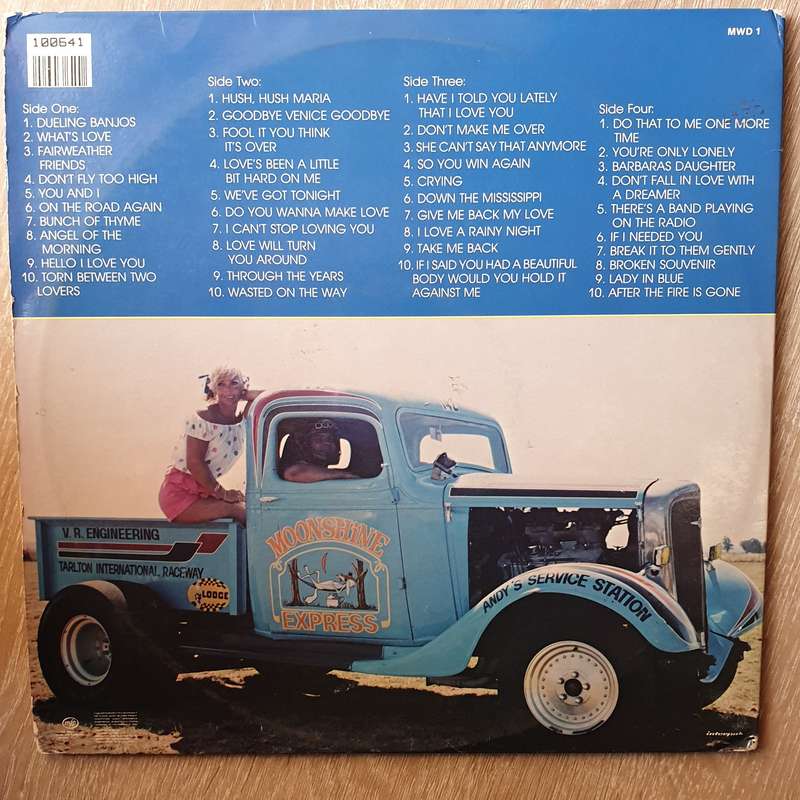 100641
MWD 1
Side One:
1. DUELING BANJOS
2. WHAT'S LOVE
3. FAIRWEATHER
FRIENDS
4. DON'T FLY TOO HIGH
5. YOU AND I
6. ON THE ROAD AGAIN
7. BUNCH OF THYME
8. ANGEL OF THE
MORNING
9. HELLO I LOVE YOU
10. TORN BETWEEN TWO
LOVERS
Side Two:
1. HUSH, HUSH MARIA
2. GOODBYE VENICE GOODBYE
3. FOOL IT YOU THINK
IT'S OVER
4. LOVE'S BEEN A LITTLE
BIT HARD ON ME
5. WE'VE GOT TONIGHT
6. DO YOU WANNA MAKE LOVE
7. I CAN'T STOP LOVING YOU
8. LOVE WILL TURN
YOU AROUND
9. THROUGH THE YEARS
10. WASTED ON THE WAY
Side Three:
1. HAVE I TOLD YOU LATELY
THAT I LOVE YOU
2. DON'T MAKE ME OVER
3. SHE CAN'T SAY THAT ANYMORE
4. SO YOU WIN AGAIN
5. CRYING
6. DOWN THE MISSISSIPPI
7. GIVE ME BACK MY LOVE
8. I LOVE A RAINY NIGHT
9. TAKE ME BACK
10. IF I SAID YOU HAD A BEAUTIFUL
BODY WOULD YOU HOLD IT
AGAINST ME
Side Four:
1. DO THAT TO ME ONE MORE
TIME
2. YOU'RE ONLY LONELY
3. BARBARAS DAUGHTER
4. DON'T FALL IN LOVE WITH
A DREAMER
5. THERE'S A BAND PLAYING
ON THE RADIO
6. IF I NEEDED YOU
7. BREAK IT TO THEM GENTLY
8. BROKEN SOUVENIR
9. LADY IN BLUE
10. AFTER THE FIRE IS GONE
V. R. ENGINEERING
TARLTON INTERNATIONAL RACEWAY
LODGE
MOONSHINE
EXPRESS
ANDY'S SERVICE STATION